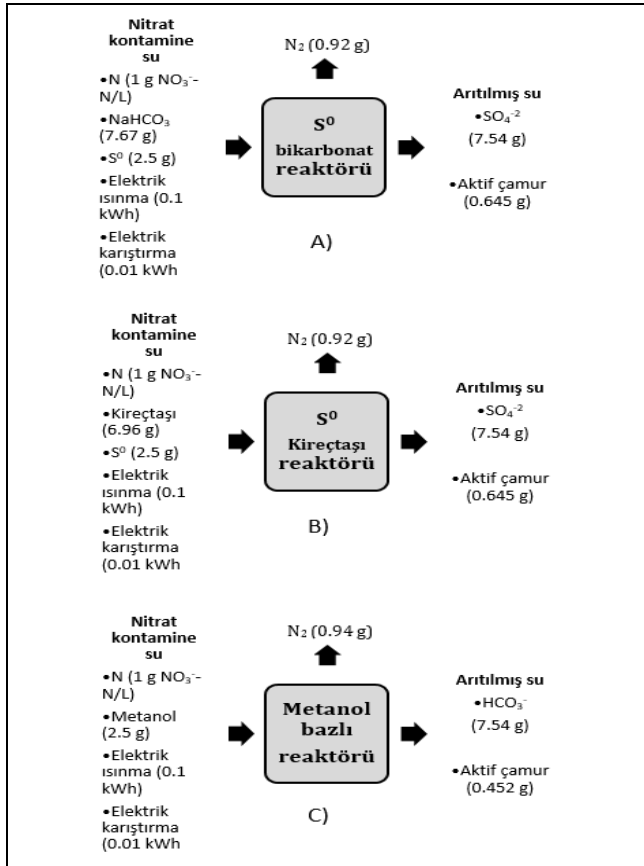 Nitrat
kontamine
su
•N (1 g NO₃⁻-
N/L)
•NaHCO₃
(7.67 g)
•S⁰ (2.5 g)
•Elektrik
ısınma (0.1
kWh)
•Elektrik
karıştırma
(0.01 kWh
N₂ (0.92 g)
S⁰
bikarbonat
reaktörü
A)
Arıtılmış su
•SO₄⁻²
(7.54 g)
•Aktif çamur
(0.645 g)
Nitrat
kontamine
su
•N (1 g NO₃⁻-
N/L)
•Kireçtaşı
(6.96 g)
•S⁰ (2.5 g)
•Elektrik
ısınma (0.1
kWh)
•Elektrik
karıştırma
(0.01 kWh
N₂ (0.92 g)
S⁰
Kireçtaşı
reaktörü
B)
Arıtılmış su
•SO₄⁻²
(7.54 g)
•Aktif çamur
(0.645 g)
Nitrat
kontamine
su
•N (1 g NO₃⁻-
N/L)
•Metanol
(2.5 g)
•Elektrik
ısınma (0.1
kWh)
•Elektrik
karıştırma
(0.01 kWh
N₂ (0.94 g)
Metanol
bazlı
reaktörü
C)
Arıtılmış su
•HCO₃⁻
(7.54 g)
•Aktif çamur
(0.452 g)